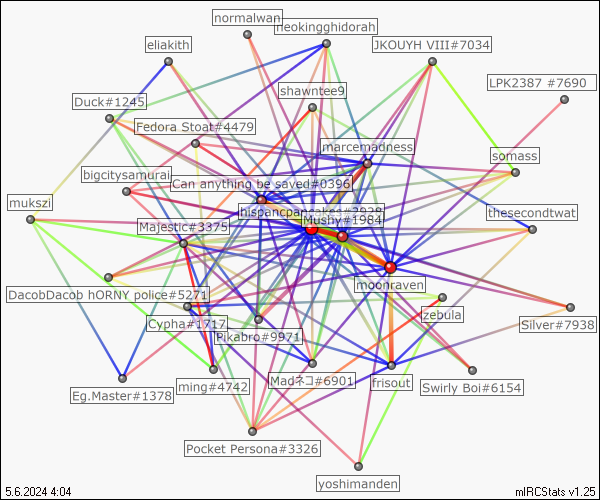 normalwan
neokingghidorah
eliakith
JKOUYH VIII#7034
LPK2387 #7690
shawntee9
Duck#1245
Fedora Stoat#4479
marcemadness
somass
bigcitysamurai
Can anything be saved#0396
mukszi
Mushy#1984
thesecondtwat
Majestic#3375
moonraven
DacobDacob hORNY police#5271
zebula
Cypha#1717
Silver#7938
Pikabro#9971
ming#4742
Madネコ#6901
frisout
Swirly Boi#6154
Eg.Master#1378
Pocket Persona#3326
yoshimanden
5.6.2024 4:04
mIRCStats v1.25